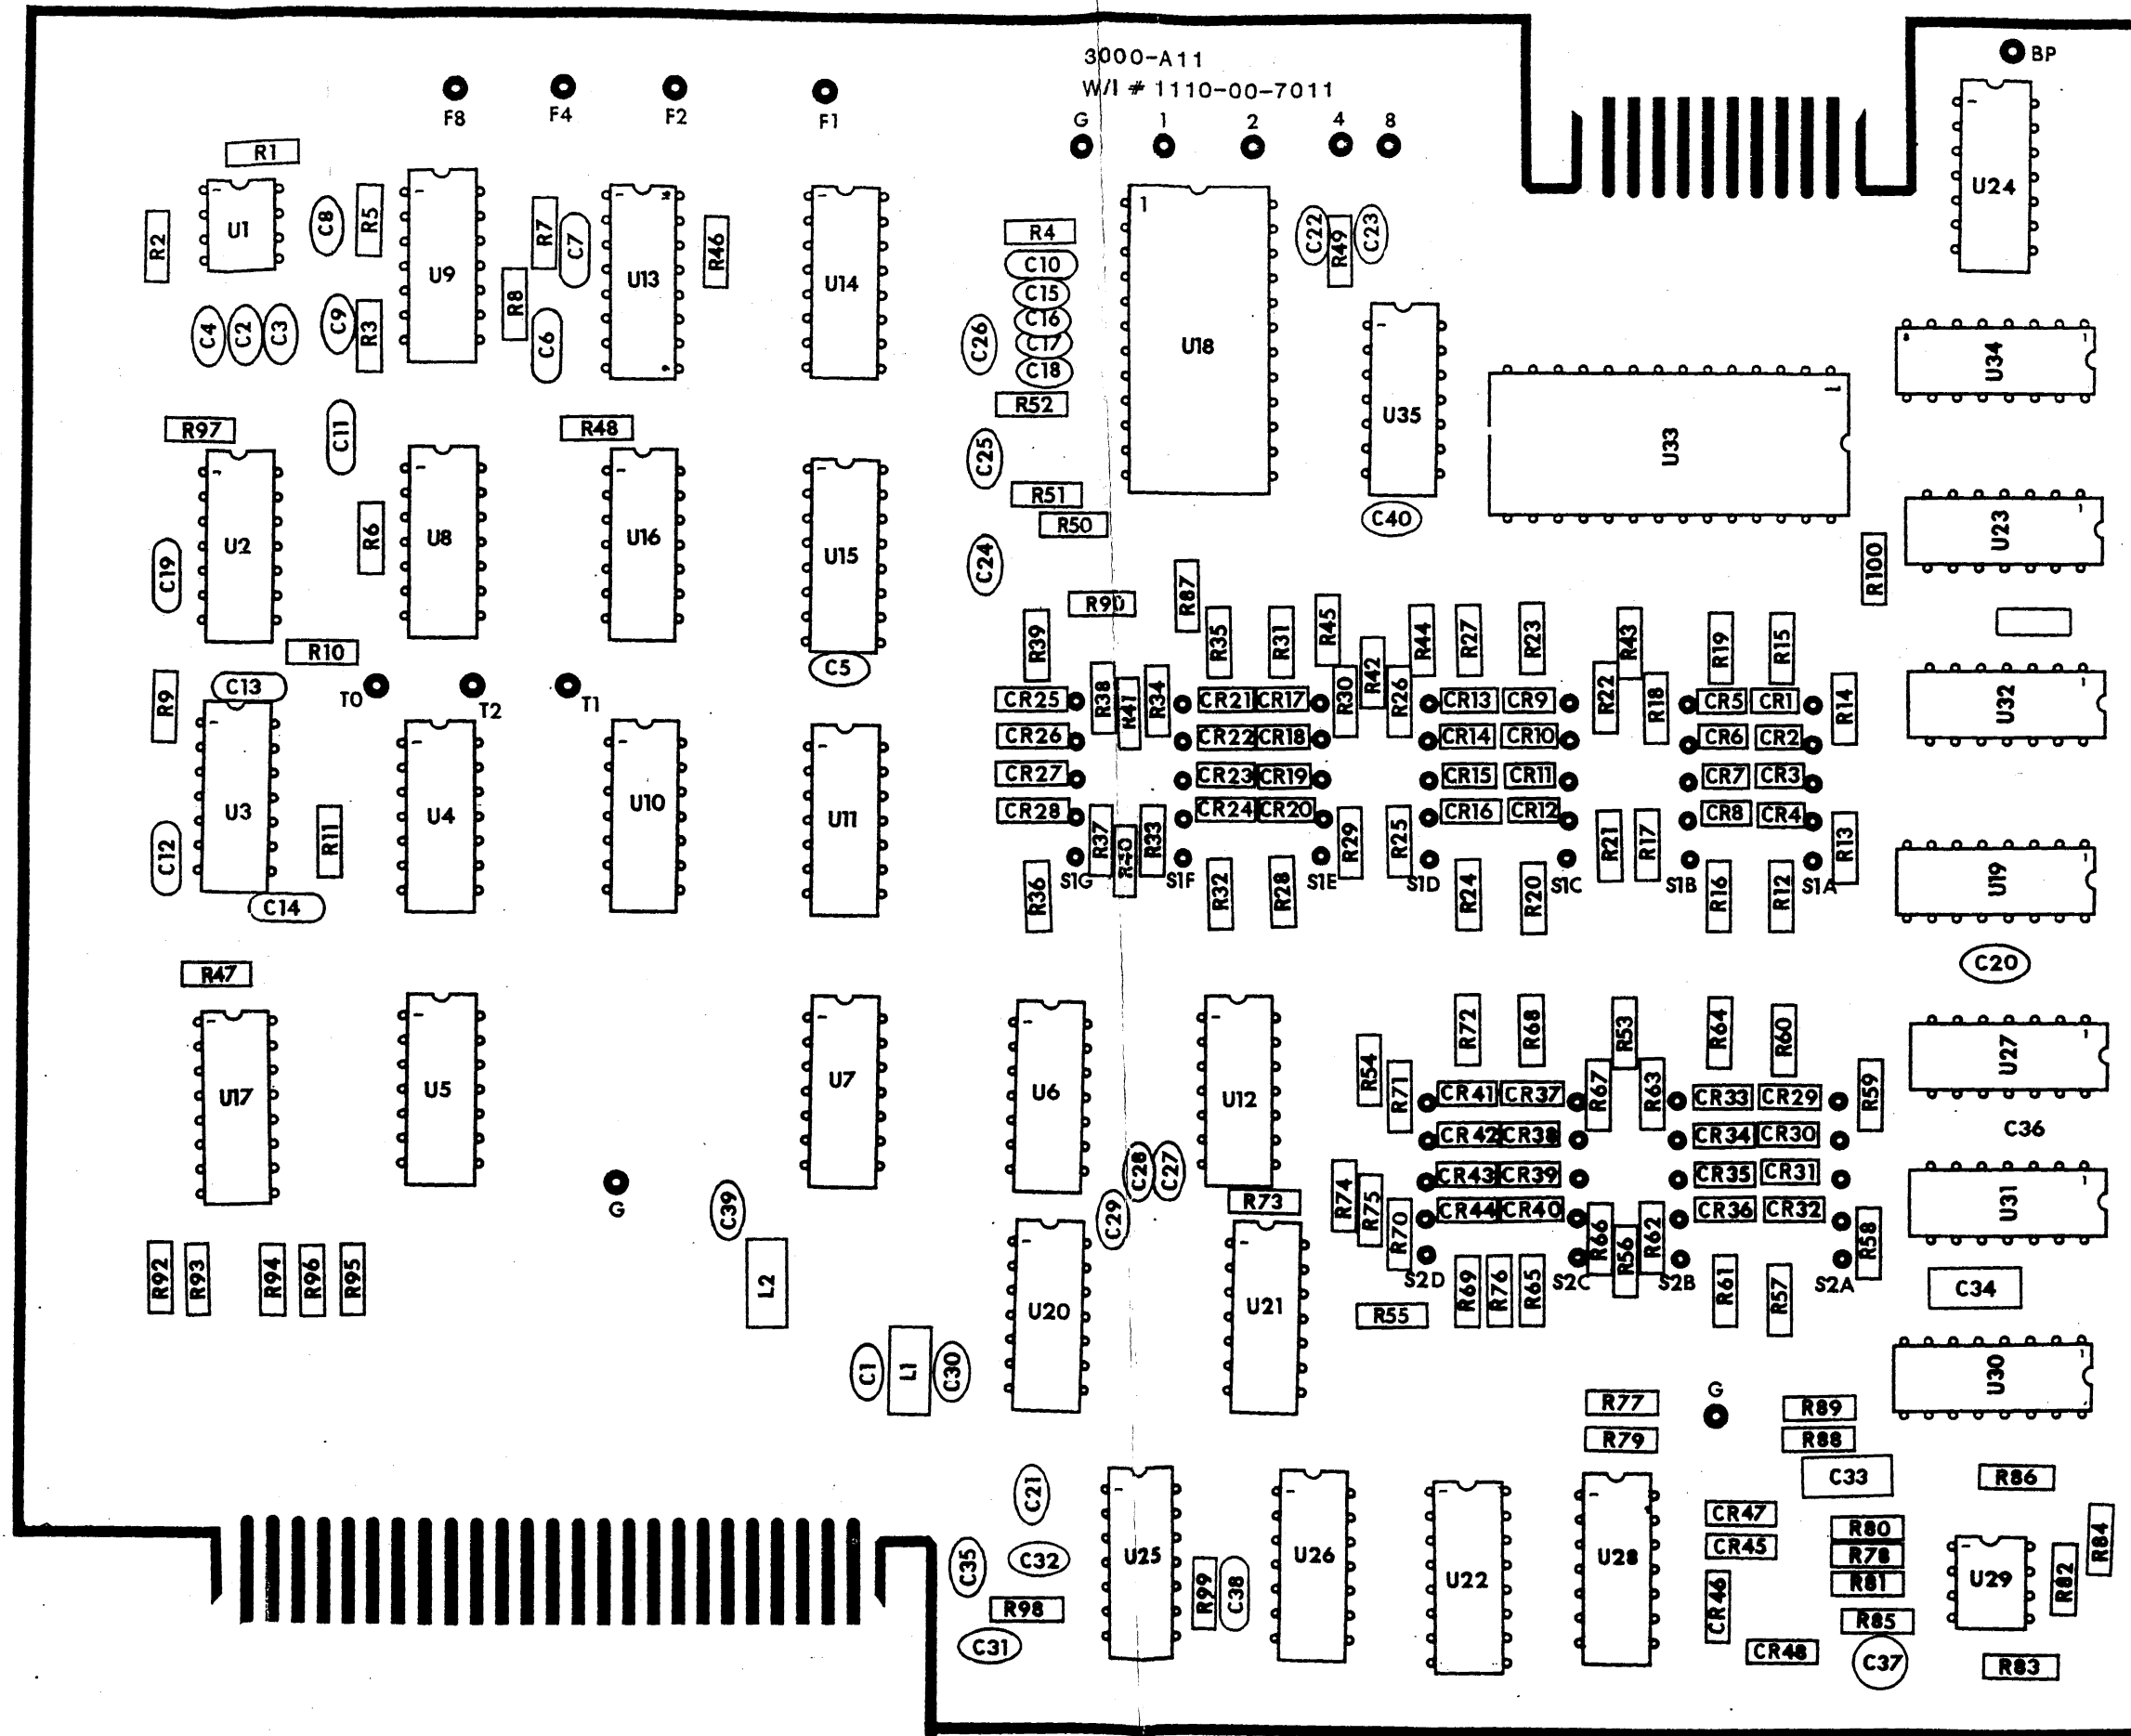 3000-A11
BP
W/I # 1110-00-7011
F8 F4 F2 F1
G 1 2 4 8
R1
U24
R2 U1 C8 R5 U9 R7 C7 U13 R46 U14
R4 C10 C15 C16 C17 C18 C26 R52
1 U18 C22 R49 C23
16
9
R8 C6
C4 C2 C3 C9 R3
8 U34 1
U35 C40
U33 1
R97 C11 R48
C25
R51
R50
C24
U2 R6 U8 U16 U15
C19
U23 1
R100
R10
C5
R90 R87
R39 R35 R31 R45 R42 R44 R27 R23 R43 R19 R15
R9 C13 T0 T2 T1
CR25 R38 R41 R34 CR21 CR17 R30 R26 CR13 CR9 R22 R18 CR5 CR1 R14
U32 1
CR26 CR22 CR18 CR14 CR10 CR6 CR2
CR27 CR23 CR19 CR15 CR11 CR7 CR3
CR28 CR24 CR20 CR16 CR12 CR8 CR4
U3 R11 U4 U10 U11
C12
C14
R37 R40 R33 R29 R25 R21 R17 R13
S1G S1F S1E S1D S1C S1B S1A
R36 R32 R28 R24 R20 R16 R12
U19 1
C20
R47
U17 U5 U7 U6 U12
R54 R71 R72 R68 R53 R64 R60
U27 1
CR41 CR37 R67 R63 CR33 CR29 R59
C36
CR42 CR38 CR34 CR30
CR43 CR39 CR35 CR31
CR44 CR40 CR36 CR32
C28 C27 C29 R73
R74 R75 R70 R66 R56 R62 R58
U31 1
G C39
S2D S2C S2B S2A
R92 R93 R94 R96 R95
L2
U20 U21
R55 R69 R76 R65 R61 R57
C34
C1 L1 C30
U30 1
R77 G R89
R79 R88
C33 R86
C21
CR47 R80 R84
C35 C32 U25 U26 U22 U28 CR45 R78 U29 R82
R81
R98 R99 C38 CR46 R85
C31 CR48 C37 R83